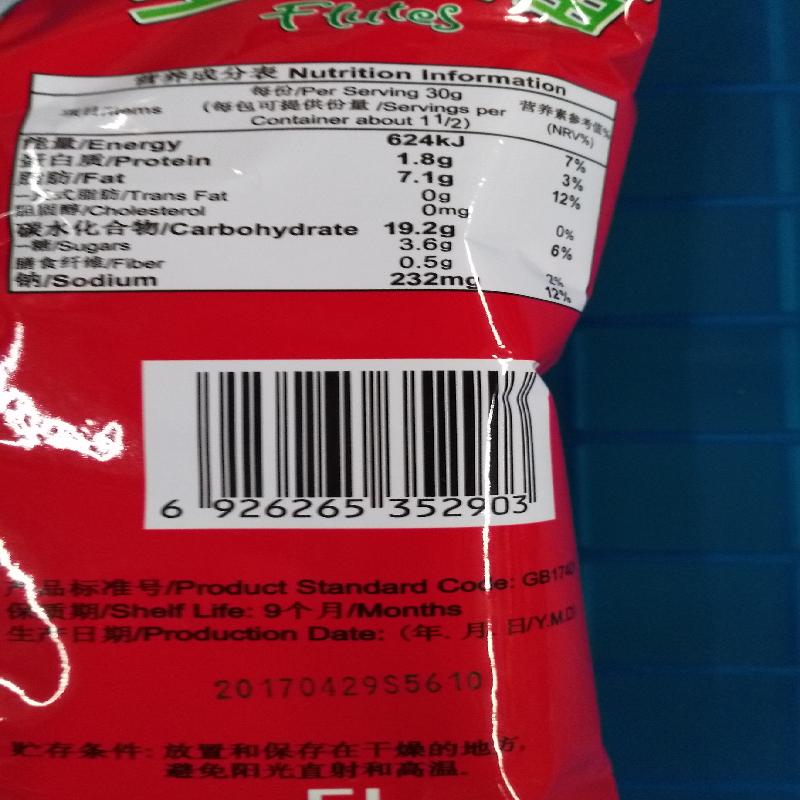 Flutes
营养成分表 Nutrition Information
每份/Per Serving 30g
(每包可提供份量/Servings per
Container about 1 1/2)
营养素参考值%
(NRV%)
能量/Energy 624kJ 7%
蛋白质/Protein 1.8g 3%
脂肪/Fat 7.1g 12%
–反式脂肪/Trans Fat 0g
胆固醇/Cholesterol 0mg 0%
碳水化合物/Carbohydrate 19.2g 6%
–糖/Sugars 3.6g
膳食纤维/Fiber 0.5g 2%
钠/Sodium 232mg 12%
6 926265 352903
产品标准号/Product Standard Code: GB1740
保质期/Shelf Life: 9个月/Months
生产日期/Production Date: (年. 月. 日/Y.M.D
20170429S5610
贮存条件: 放置和保存在干燥的地方,
避免阳光直射和高温.